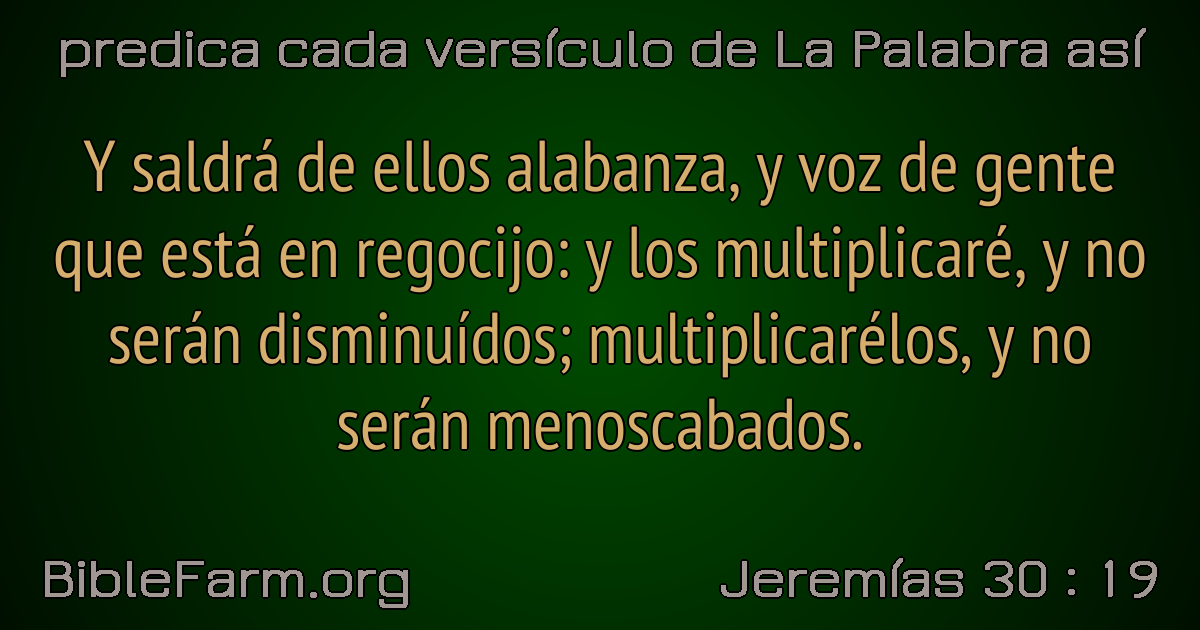 predica cada versículo de La Palabra así
Y saldrá de ellos alabanza, y voz de gente
que está en regocijo: y los multiplicaré, y no
serán disminuídos; multiplicarélos, y no
serán menoscabados.
BibleFarm.org
Jeremías 30 : 19